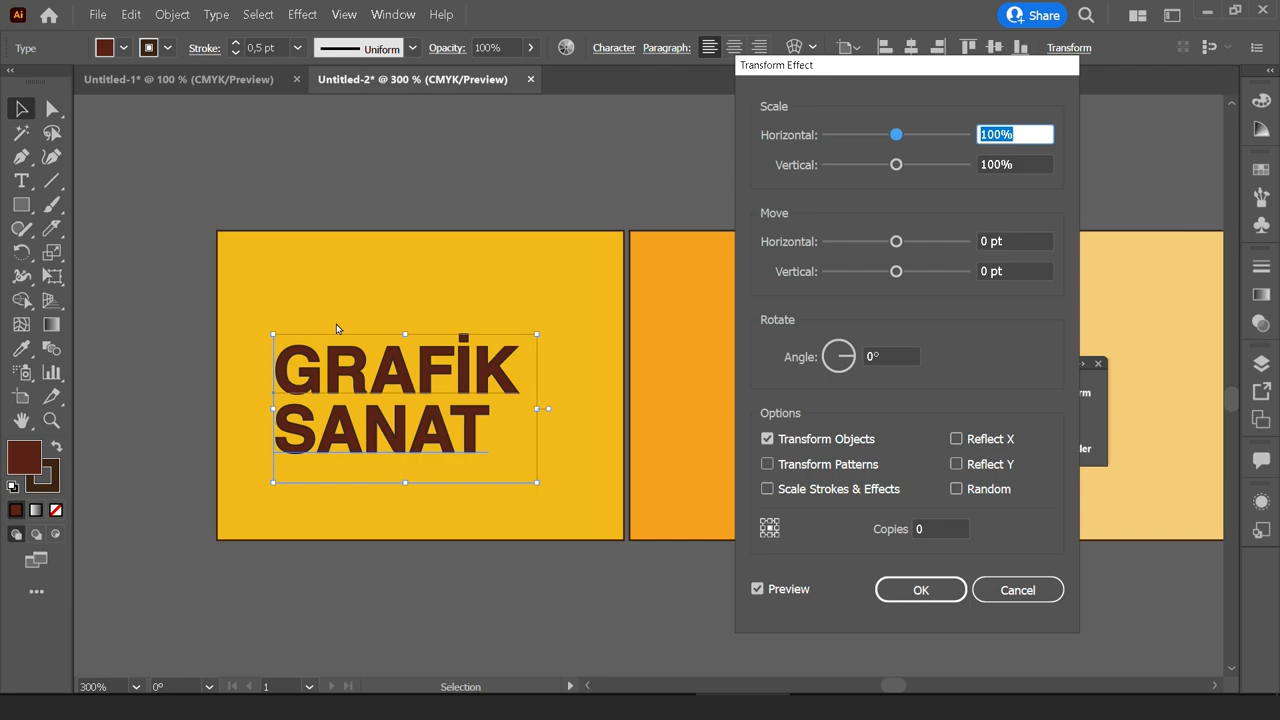 Ai File Edit Object Type Select Effect View Window Help Share
Type Stroke: 0,5 pt Uniform Opacity: 100% Character Paragraph: Transform
Transform Effect
Untitled-1* @ 100 % (CMYK/Preview) Untitled-2* @ 300 % (CMYK/Preview)
Scale
Horizontal: 100%
Vertical: 100%
Move
Horizontal: 0 pt
Vertical: 0 pt
Rotate
Angle: 0°
GRAFİK
SANAT
Options
Transform Objects Reflect X
Transform Patterns Reflect Y
Scale Strokes & Effects Random
Copies 0
Preview OK Cancel
300% 0° 1 Selection